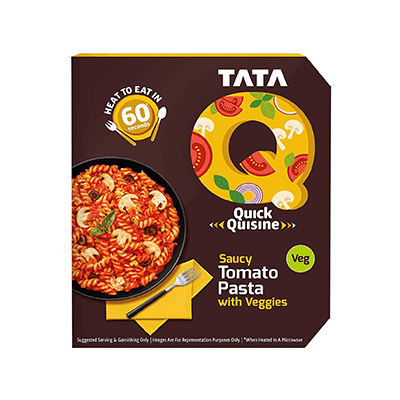 TATA
HEAT TO EAT IN
60
seconds
Q
Quick
Quisine
Saucy
Tomato
Pasta
with Veggies
Veg
Suggested Serving & Garnishing Only | Images Are For Representation Purposes Only | *When Heated In A Microwave